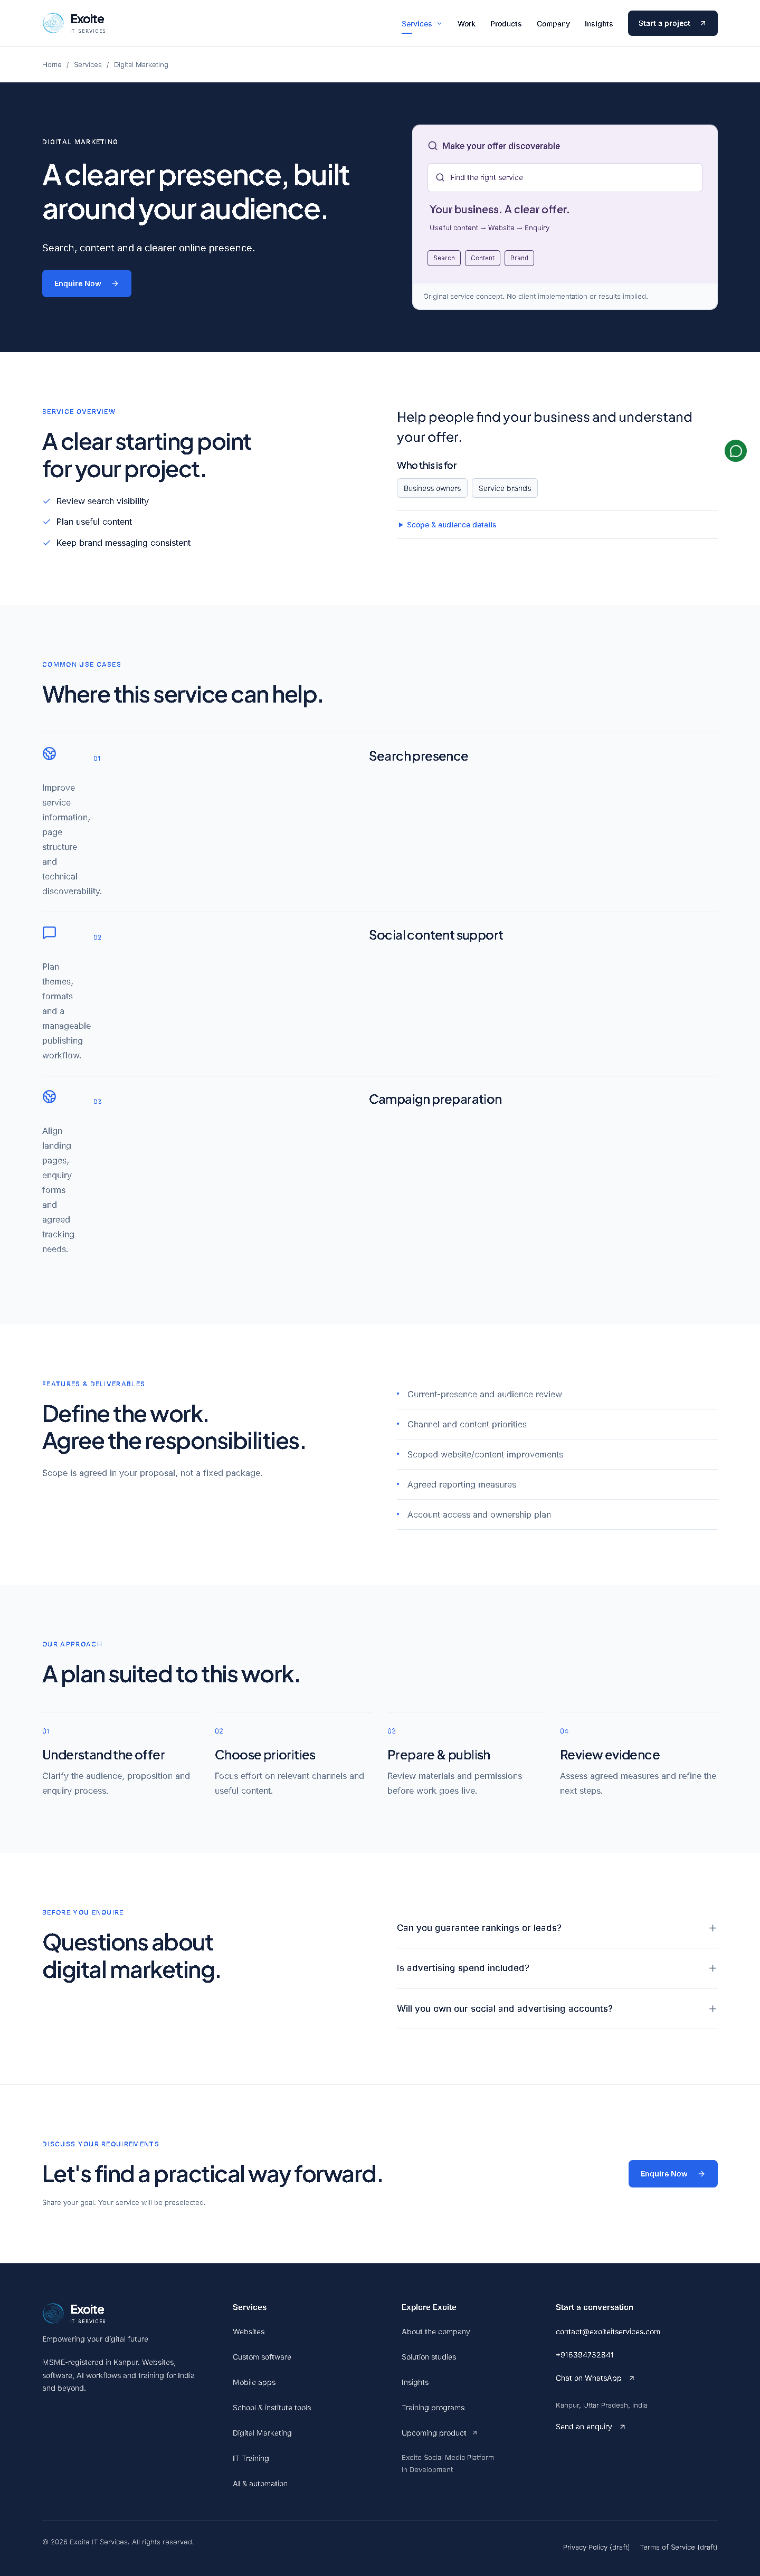 Exoite
IT SERVICES
Services
Work
Products
Company
Insights
Start a project
Home / Services / Digital Marketing
DIGITAL MARKETING
A clearer presence, built
around your audience.
Search, content and a clearer online presence.
Enquire Now
Make your offer discoverable
Find the right service
Your business. A clear offer.
Useful content → Website → Enquiry
Search
Content
Brand
Original service concept. No client implementation or results implied.
SERVICE OVERVIEW
A clear starting point
for your project.
Review search visibility
Plan useful content
Keep brand messaging consistent
Help people find your business and understand
your offer.
Who this is for
Business owners
Service brands
Scope & audience details
COMMON USE CASES
Where this service can help.
01
Search presence
Improve
service
information,
page
structure
and
technical
discoverability.
02
Social content support
Plan
themes,
formats
and a
manageable
publishing
workflow.
03
Campaign preparation
Align
landing
pages,
enquiry
forms
and
agreed
tracking
needs.
FEATURES & DELIVERABLES
Define the work.
Agree the responsibilities.
Scope is agreed in your proposal, not a fixed package.
Current-presence and audience review
Channel and content priorities
Scoped website/content improvements
Agreed reporting measures
Account access and ownership plan
OUR APPROACH
A plan suited to this work.
01
Understand the offer
Clarify the audience, proposition and
enquiry process.
02
Choose priorities
Focus effort on relevant channels and
useful content.
03
Prepare & publish
Review materials and permissions
before work goes live.
04
Review evidence
Assess agreed measures and refine the
next steps.
BEFORE YOU ENQUIRE
Questions about
digital marketing.
Can you guarantee rankings or leads?
Is advertising spend included?
Will you own our social and advertising accounts?
DISCUSS YOUR REQUIREMENTS
Let's find a practical way forward.
Share your goal. Your service will be preselected.
Enquire Now
Exoite
IT SERVICES
Empowering your digital future
MSME-registered in Kanpur. Websites,
software, AI workflows and training for India
and beyond.
Services
Websites
Custom software
Mobile apps
School & institute tools
Digital Marketing
IT Training
AI & automation
Explore Exoite
About the company
Solution studies
Insights
Training programs
Upcoming product
Exoite Social Media Platform
In Development
Start a conversation
contact@exoiteitservices.com
+916394732841
Chat on WhatsApp
Kanpur, Uttar Pradesh, India
Send an enquiry
© 2026 Exoite IT Services. All rights reserved.
Privacy Policy (draft)
Terms of Service (draft)